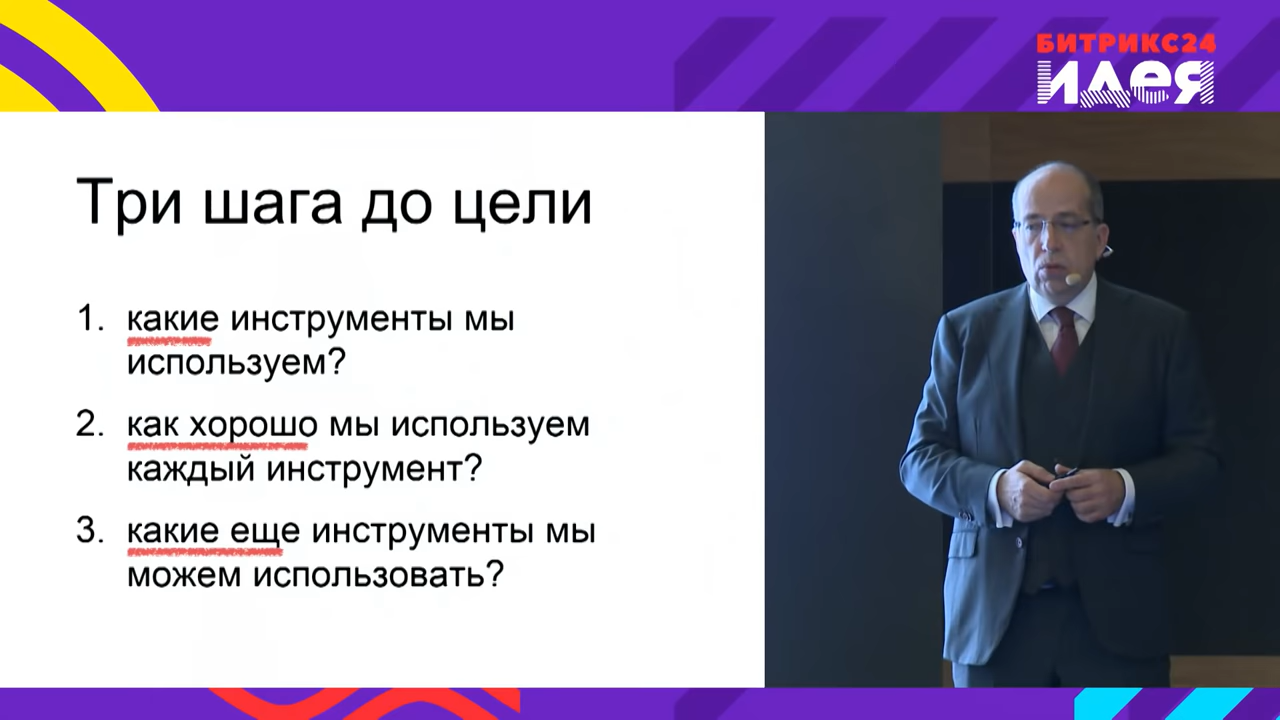 БИТРИКС24
идея
Три шага до цели
1. какие инструменты мы
используем?
2. как хорошо мы используем
каждый инструмент?
3. какие еще инструменты мы
можем использовать?